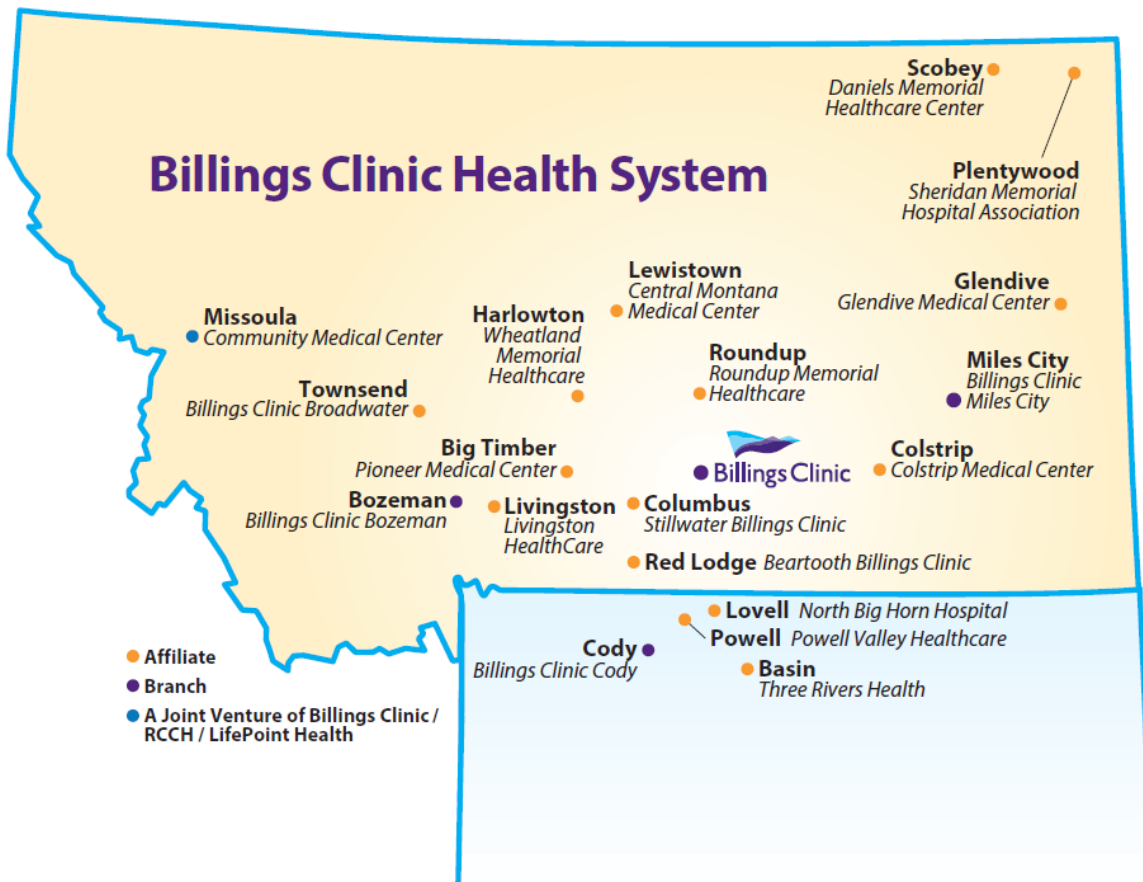 Scobey
Daniels Memorial
Healthcare Center
Billings Clinic Health System
Plentywood
Sheridan Memorial
Hospital Association
Lewistown
Central Montana
Medical Center
Glendive
Glendive Medical Center
Missoula
Community Medical Center
Harlowton
Wheatland
Memorial
Healthcare
Roundup
Roundup Memorial
Healthcare
Miles City
Billings Clinic
Miles City
Townsend
Billings Clinic Broadwater
Big Timber
Pioneer Medical Center
Billings Clinic
Colstrip
Colstrip Medical Center
Bozeman
Billings Clinic Bozeman
Livingston
Livingston
HealthCare
Columbus
Stillwater Billings Clinic
Red Lodge Beartooth Billings Clinic
Lovell North Big Horn Hospital
Powell Powell Valley Healthcare
Cody
Billings Clinic Cody
Basin
Three Rivers Health
Affiliate
Branch
A Joint Venture of Billings Clinic /
RCCH / LifePoint Health